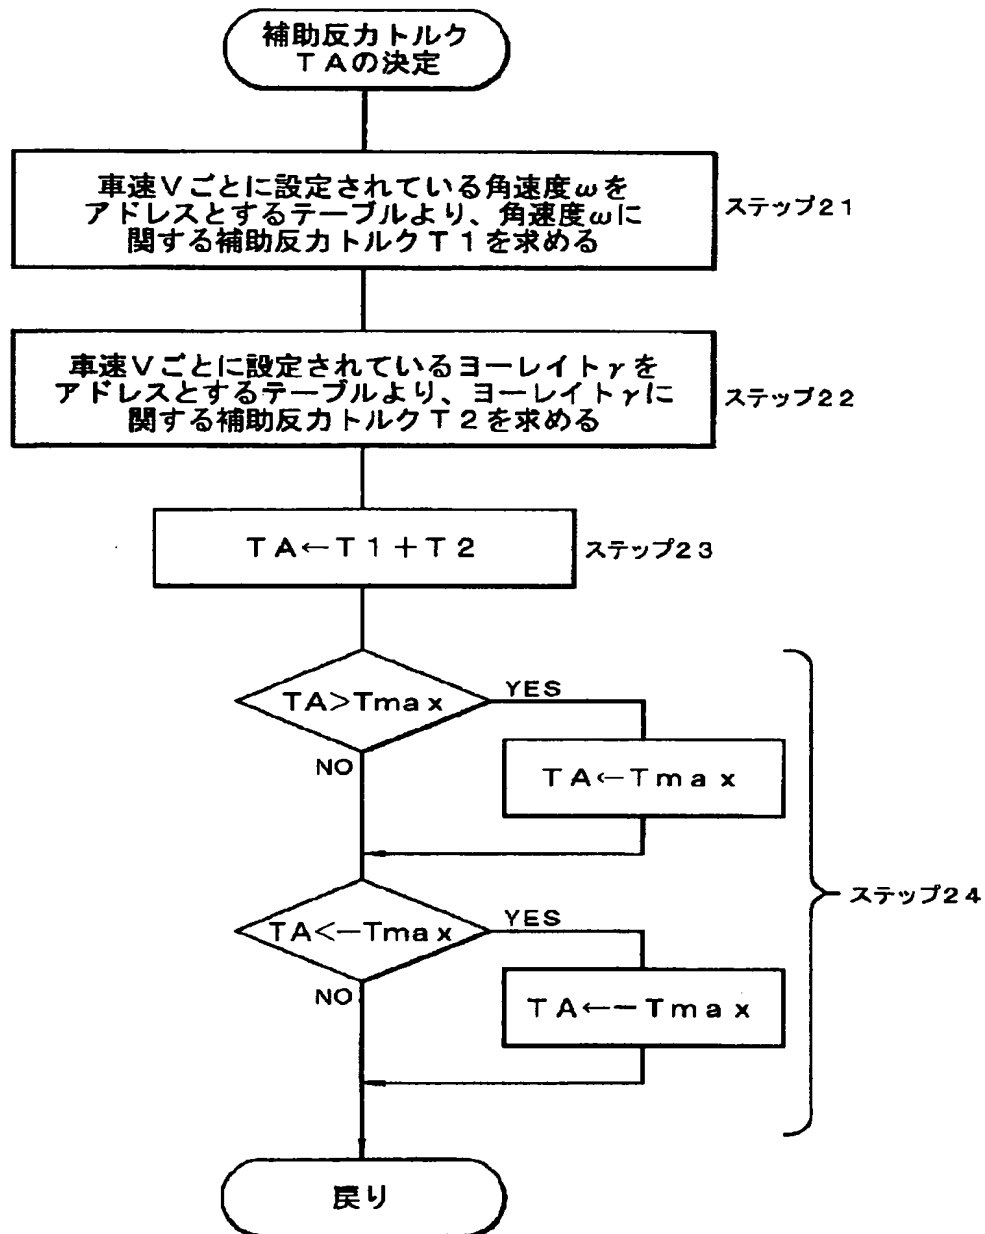 補助反力トルク
ＴＡの決定
車速Ｖごとに設定されている角速度ωを
アドレスとするテーブルより、角速度ωに
関する補助反力トルクＴ１を求める
ステップ２１
車速Ｖごとに設定されているヨーレイトγを
アドレスとするテーブルより、ヨーレイトγに
関する補助反力トルクＴ２を求める
ステップ２２
ＴＡ←Ｔ１＋Ｔ２
ステップ２３
ＴＡ＞Ｔｍａｘ
YES
NO
ＴＡ←Ｔｍａｘ
ステップ２４
ＴＡ＜－Ｔｍａｘ
YES
NO
ＴＡ←－Ｔｍａｘ
戻り